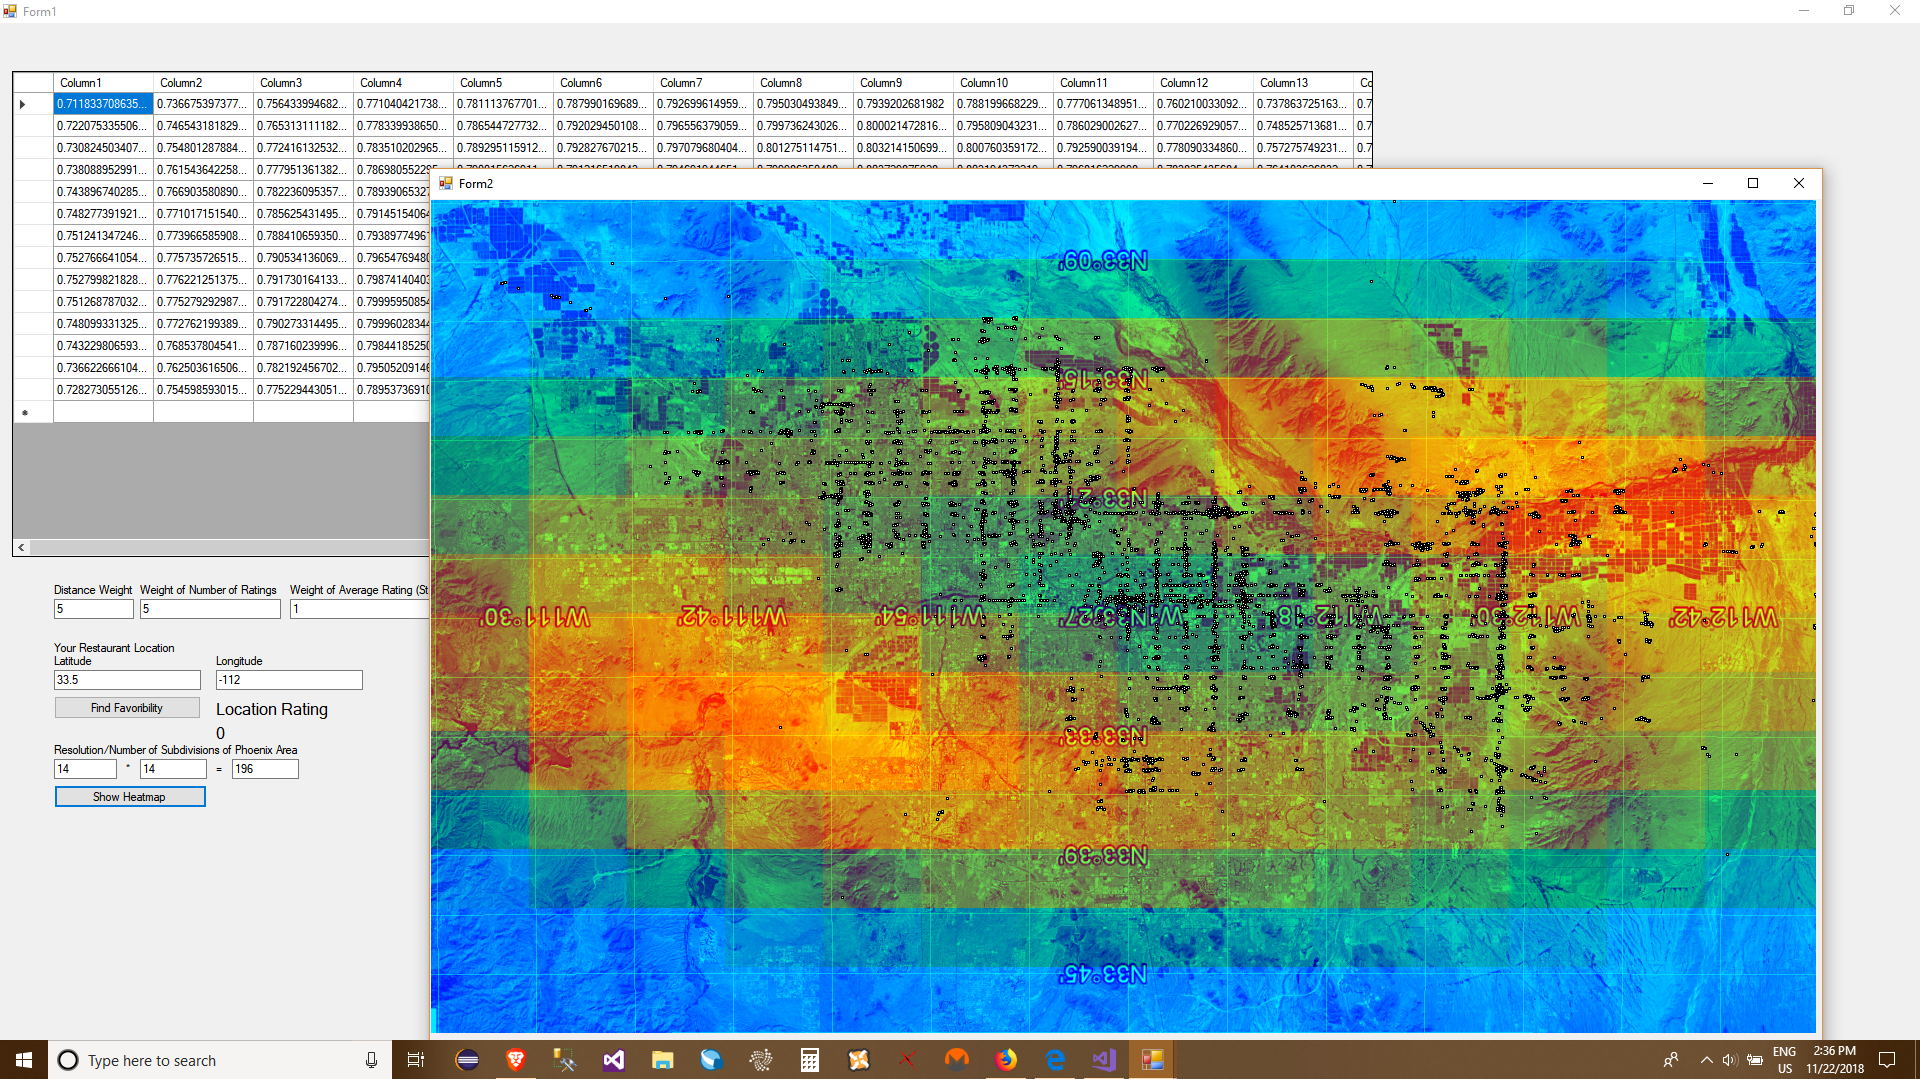 Form1
Column1 Column2 Column3 Column4 Column5 Column6 Column7 Column8 Column9 Column10 Column11 Column12 Column13 Co
0.711833708635... 0.736675397377... 0.756433994682... 0.771040421738... 0.781113767701... 0.787990169689... 0.792699614959... 0.795030493849... 0.7939202681982 0.788199668229... 0.777061348951... 0.760210033092... 0.737863725163... 0.7
0.722075335506... 0.746543181829... 0.765313111182... 0.778339938650... 0.786544727732... 0.792029450108... 0.796556379059... 0.799736243026... 0.800021472816... 0.795809043231... 0.786029002627... 0.770226929057... 0.748525713681... 0.7
0.730824503407... 0.754801287884... 0.772416132532... 0.783510202965... 0.789295115912... 0.792827670215... 0.797079680404... 0.801275114751... 0.803214150699... 0.800760359172... 0.792590039194... 0.778090334860... 0.757275749231... 0.7
0.738088952991... 0.761543642258... 0.777951361382...
0.743896740285... 0.766903580890... 0.782236095357... 0.78939065327
0.748277391921... 0.771017151540... 0.785625431495... 0.79145154064
0.751241347246... 0.773966585908... 0.788410659350... 0.79389774961
0.752766641054... 0.775735726515... 0.790534136069... 0.79654769480
0.752799821828... 0.776221251375... 0.791730164133... 0.79874140403
0.751268787032... 0.775279292987... 0.791722804274... 0.79995950854
0.748099331325... 0.772762199389... 0.790273314495... 0.79996028344
0.743229806593... 0.768537804541... 0.787160239996... 0.79844185250
0.736622666104... 0.762503616506... 0.782192456702... 0.79505209146
0.728273055126... 0.754598593015... 0.775229443051... 0.78953736910
Form2
N33°09'
N33°15'
N33°2
W111°30' W111°42' W111°54' W112°18' W112°30' W112°42'
N33°33'
N33°39'
N33°45'
Distance Weight Weight of Number of Ratings Weight of Average Rating (St
5 5 1
Your Restaurant Location
Latitude Longitude
33.5 -112
Find Favoribility Location Rating
0
Resolution/Number of Subdivisions of Phoenix Area
14 * 14 = 196
Show Heatmap
Type here to search
ENG
US
2:36 PM
11/22/2018